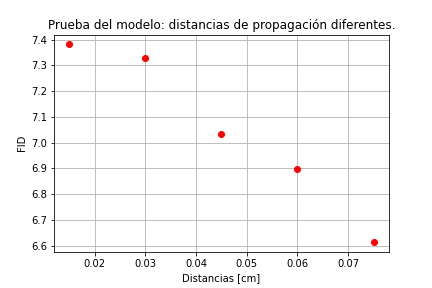 Prueba del modelo: distancias de propagación diferentes.
7.4
7.3
7.2
7.1
7.0
6.9
6.8
6.7
6.6
FID
0.02 0.03 0.04 0.05 0.06 0.07
Distancias [cm]